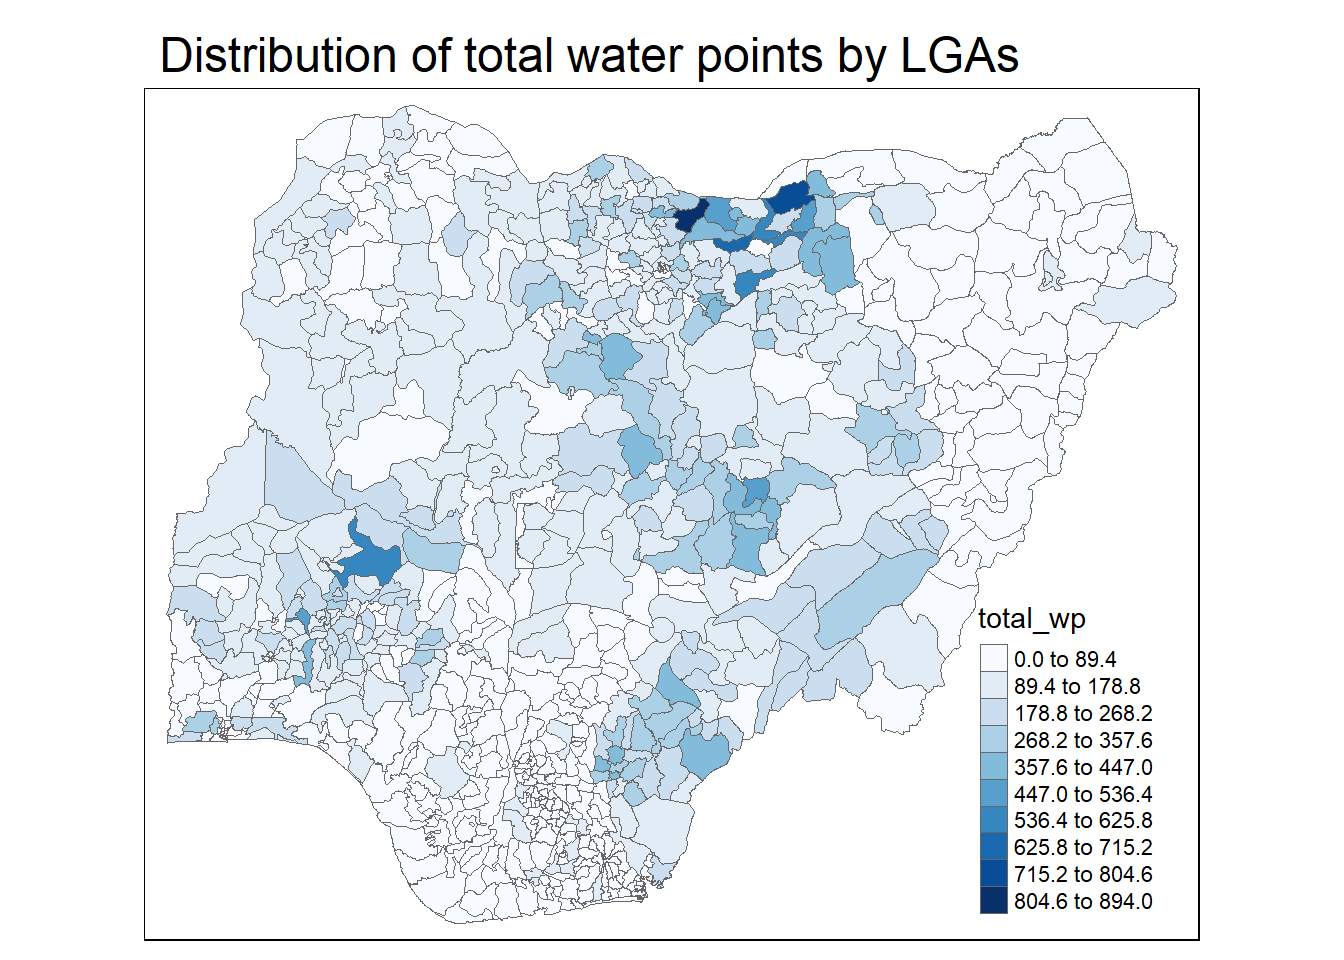 Distribution of total water points by LGAs
total_wp
0.0 to 89.4
89.4 to 178.8
178.8 to 268.2
268.2 to 357.6
357.6 to 447.0
447.0 to 536.4
536.4 to 625.8
625.8 to 715.2
715.2 to 804.6
804.6 to 894.0